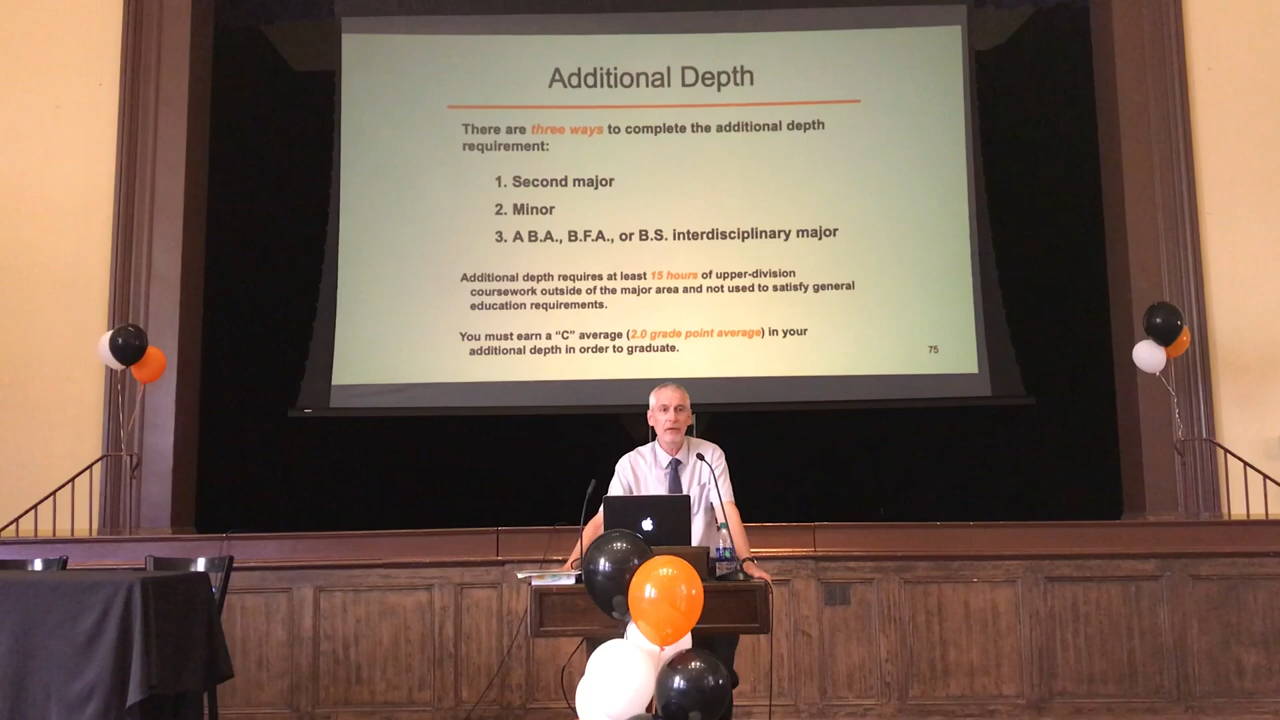 Additional Depth
There are three ways to complete the additional depth
requirement:
1. Second major
2. Minor
3. A B.A., B.F.A., or B.S. interdisciplinary major
Additional depth requires at least 15 hours of upper-division
coursework outside of the major area and not used to satisfy general
education requirements.
You must earn a “C” average (2.0 grade point average) in your
additional depth in order to graduate.
75